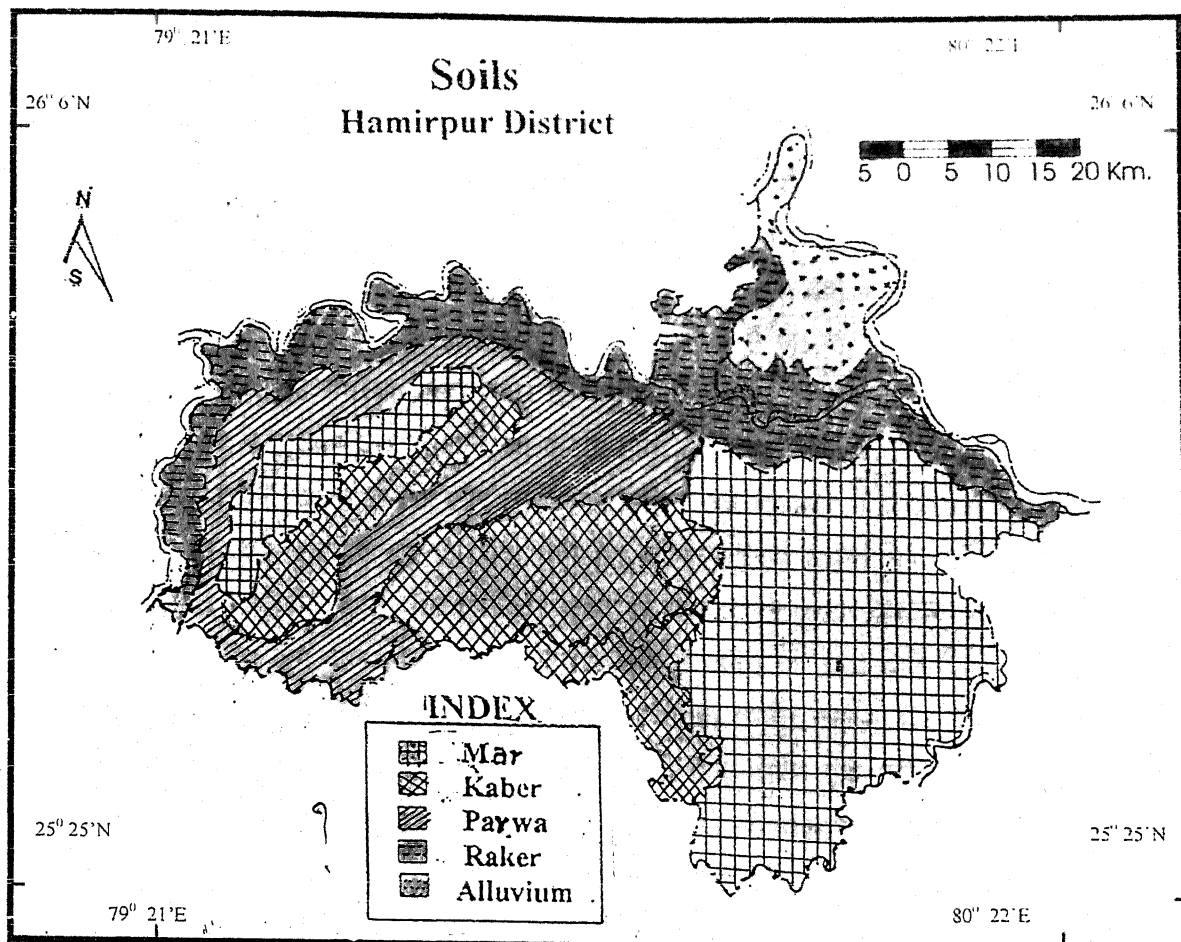 79° 21'E
Soils
Hamirpur District
26° 6'N
26° 6'N
5 0 5 10 15 20 Km.
N
S
INDEX
Mar
Kaber
Parwa
Raker
Alluvium
25° 25'N
25° 25'N
79° 21'E
80° 22'E